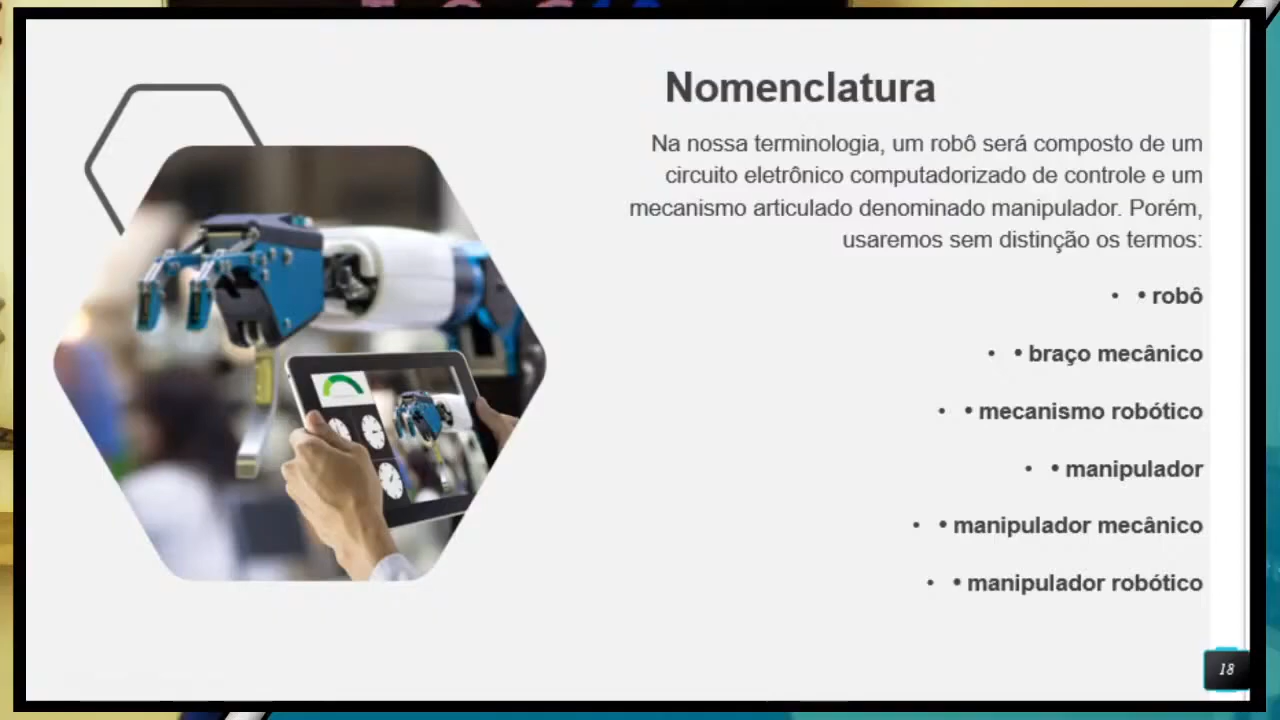 Nomenclatura
Na nossa terminologia, um robô será composto de um
circuito eletrônico computadorizado de controle e um
mecanismo articulado denominado manipulador. Porém,
usaremos sem distinção os termos:
• • robô
• • braço mecânico
• • mecanismo robótico
• • manipulador
• • manipulador mecânico
• • manipulador robótico
18